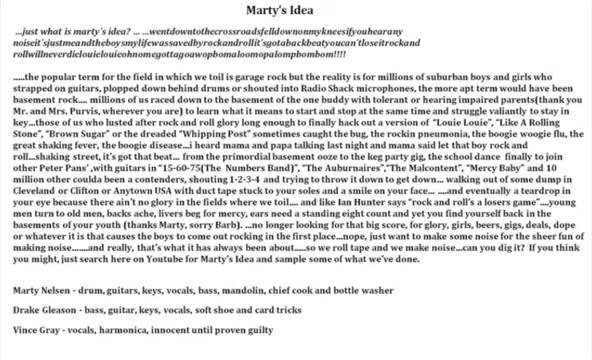 Marty's Idea
...just what is marty's idea? ... ...wentdowntothecrossroadsfelldownonmykneesifyouhearany
noiseit'sjustmeandtheboysmylifewassavedbyrockandrollit'sgotabackbeatyoucan'tloseitrockand
rollwillneverdielouielouieohnomegottagoawopbomaloomopalompbombom!!!!
.....the popular term for the field in which we toil is garage rock but the reality is for millions of suburban boys and girls who
strapped on guitars, plopped down behind drums or shouted into Radio Shack microphones, the more apt term would have been
basement rock.... millions of us raced down to the basement of the one buddy with tolerant or hearing impaired parents(thank you
Mr. and Mrs. Purvis, wherever you are) to learn what it means to start and stop at the same time and struggle valiantly to stay in
key...those of us who lusted after rock and roll glory long enough to finally hack out a version of "Louie Louie", "Like A Rolling
Stone", "Brown Sugar" or the dreaded "Whipping Post" sometimes caught the bug, the rockin pneumonia, the boogie woogie flu, the
great shaking fever, the boogie disease...i heard mama and papa talking last night and mama said let that boy rock and
roll...shaking street, it's got that beat... from the primordial basement ooze to the keg party gig, the school dance  finally to join
other Peter Pans' ,with guitars in "15-60-75(The  Numbers Band)", "The Auburnaires","The Malcontent", "Mercy Baby" and 10
million other coulda been a contenders, shouting 1-2-3-4  and trying to throw it down to get down... walking out of some dump in
Cleveland or Clifton or Anytown USA with duct tape stuck to your soles and a smile on your face... ....and eventually a teardrop in
your eye because there ain't no glory in the fields where we toil.... and like Ian Hunter says "rock and roll's a losers game"....young
men turn to old men, backs ache, livers beg for mercy, ears need a standing eight count and yet you find yourself back in the
basements of your youth (thanks Marty, sorry Barb). ...no longer looking for that big score, for glory, girls, beers, gigs, deals, dope
or whatever it is that causes the boys to come out rocking in the first place...nope, just want to make some noise for the sheer fun of
making noise........and really, that's what it has always been about.....so we roll tape and we make noise...can you dig it?  If you think
you might, just search here on Youtube for Marty's Idea and sample some of what we've done.
Marty Nelsen - drum, guitars, keys, vocals, bass, mandolin, chief cook and bottle washer
Drake Gleason - bass, guitar, keys, vocals, soft shoe and card tricks
Vince Gray - vocals, harmonica, innocent until proven guilty